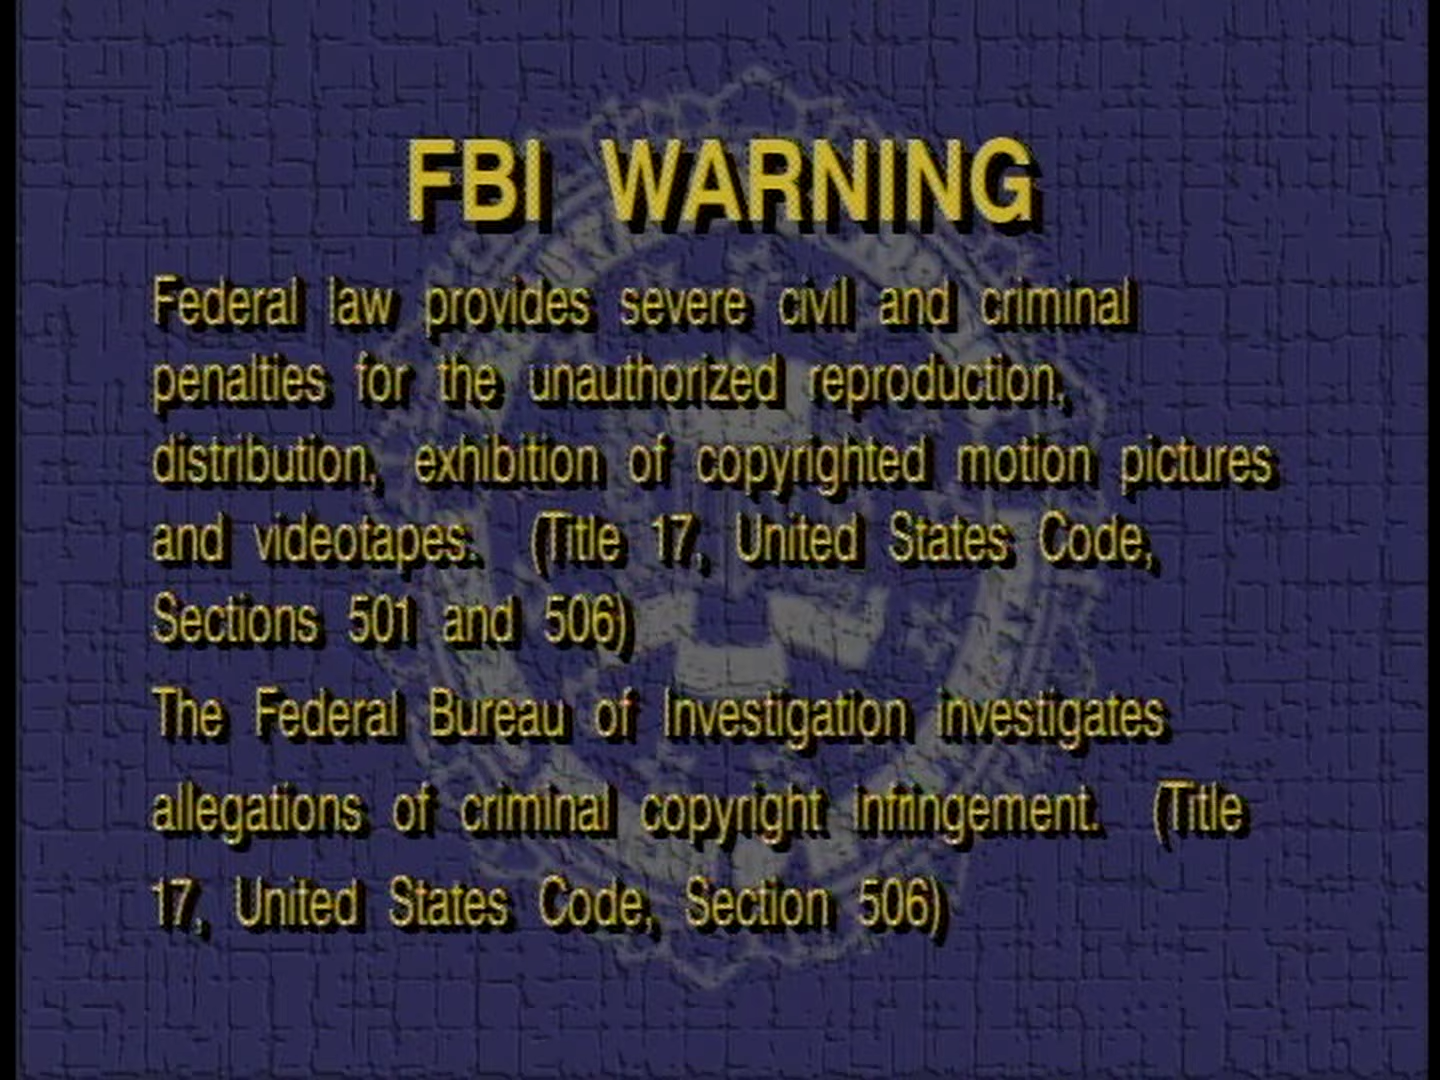 FBI WARNING
Federal law provides severe civil and criminal
penalties for the unauthorized reproduction,
distribution, exhibition of copyrighted motion pictures
and videotapes. (Title 17, United States Code,
Sections 501 and 506)
The Federal Bureau of Investigation investigates
allegations of criminal copyright infringement. (Title
17, United States Code, Section 506)